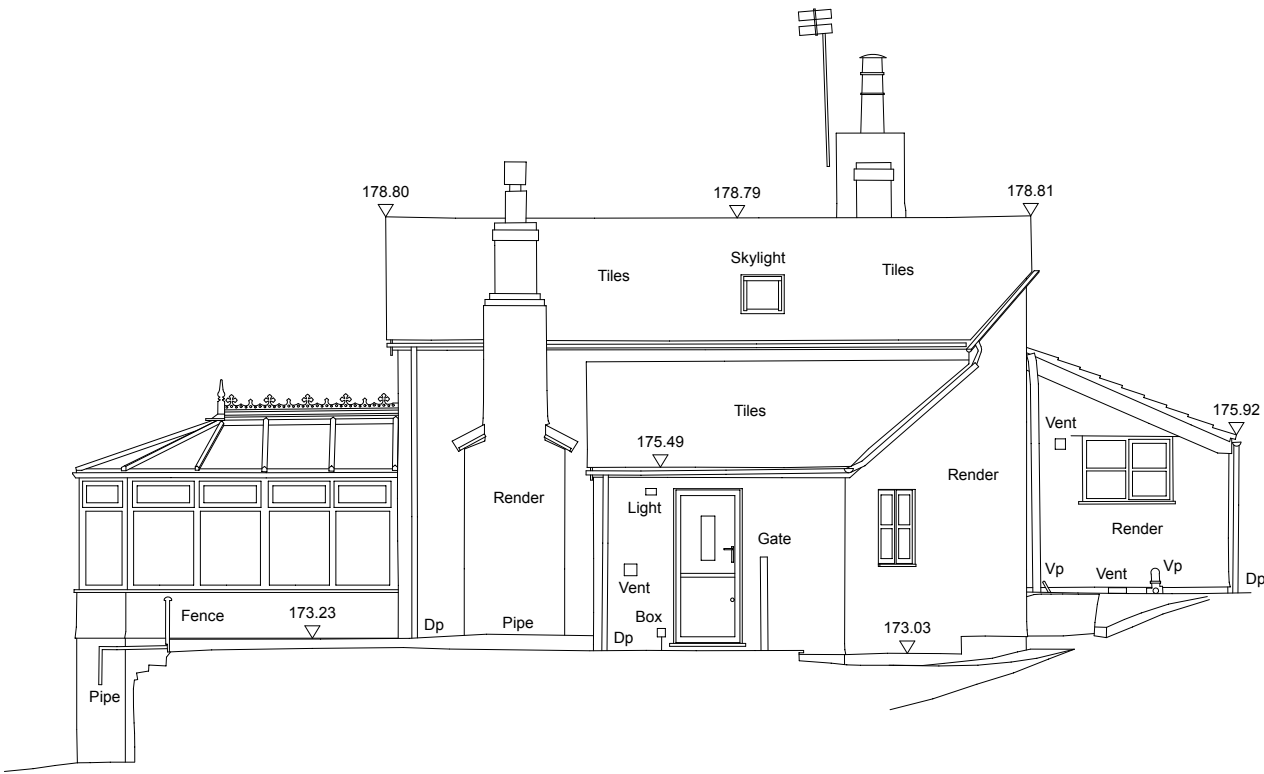 178.80
178.79
178.81
Skylight
Tiles
Tiles
Tiles
175.92
Vent
175.49
Render
Render
Light
Render
Gate
Vent
Vp
Vent
Vp
Dp
Fence
173.23
Dp
Pipe
Box
Dp
173.03
Pipe